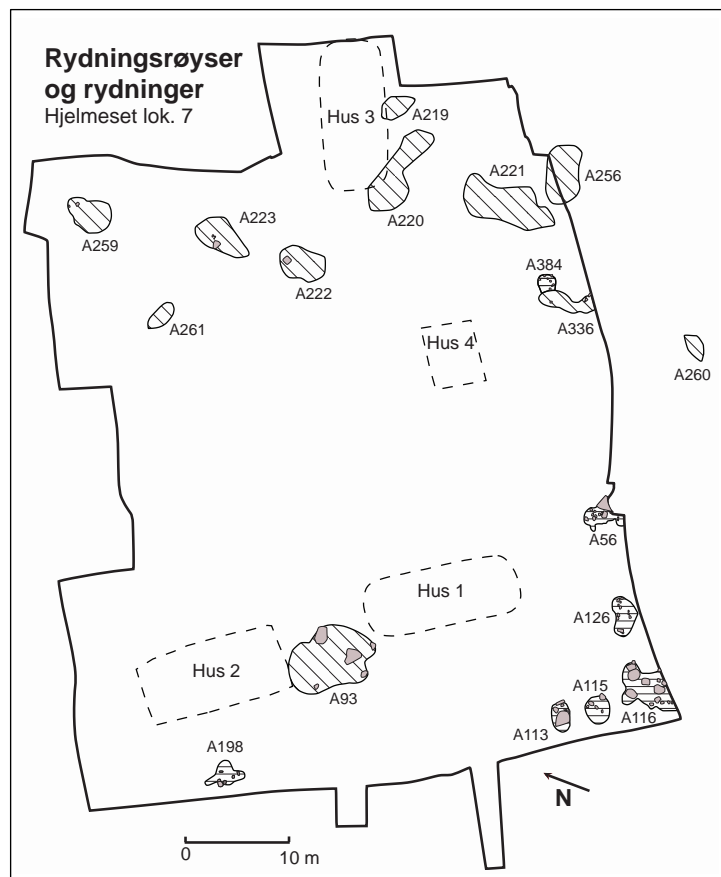 Rydningsrøyser
og rydninger
Hjelmeset lok. 7
Hus 3
A219
A221
A256
A220
A259
A223
A222
A384
A261
A336
Hus 4
A260
A56
Hus 1
A126
Hus 2
A93
A115
A113
A116
A198
N
0 10 m